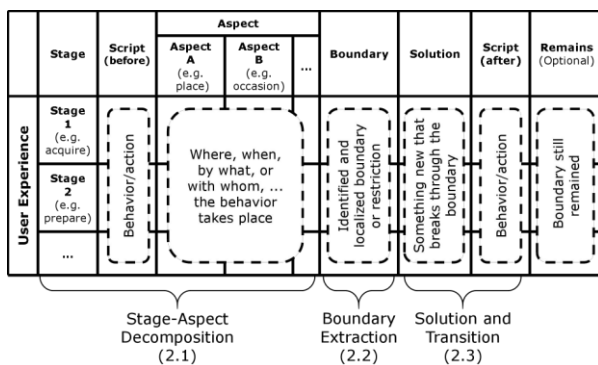 Aspect
Stage
Script
(before)
Aspect
A
(e.g.
place)
Aspect
B
(e.g.
occasion)
...
Boundary
Solution
Script
(after)
Remains
(Optional)
User Experience
Stage
1
(e.g.
acquire)
Stage
2
(e.g.
prepare)
...
Behavior/action
Where, when,
by what, or
with whom, ...
the behavior
takes place
Identified and
localized boundary
or restriction
Something new that
breaks through the
boundary
Behavior/action
Boundary still
remained
Stage-Aspect
Decomposition
(2.1)
Boundary
Extraction
(2.2)
Solution and
Transition
(2.3)